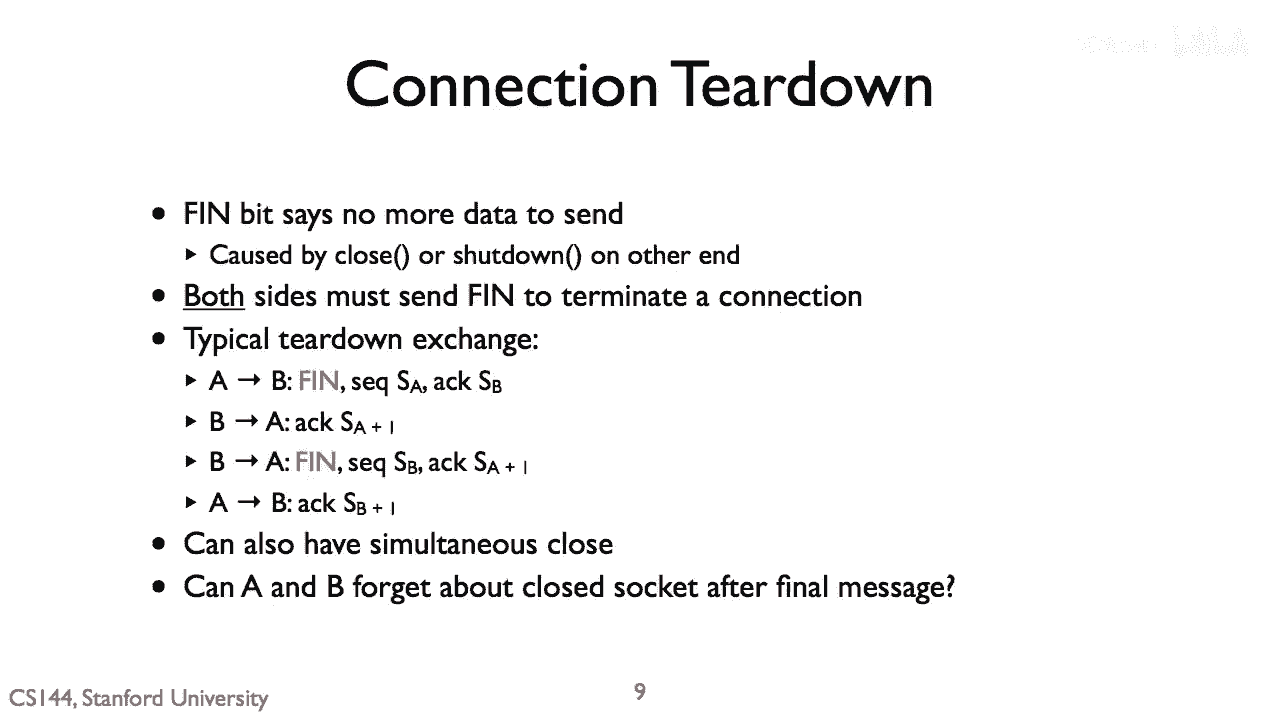 Connection Teardown
• FIN bit says no more data to send
▸ Caused by close() or shutdown() on other end
• Both sides must send FIN to terminate a connection
• Typical teardown exchange:
▸ A → B: FIN, seq S_A, ack S_B
▸ B → A: ack S_A + 1
▸ B → A: FIN, seq S_B, ack S_A + 1
▸ A → B: ack S_B + 1
• Can also have simultaneous close
• Can A and B forget about closed socket after final message?
CS144, Stanford University
9